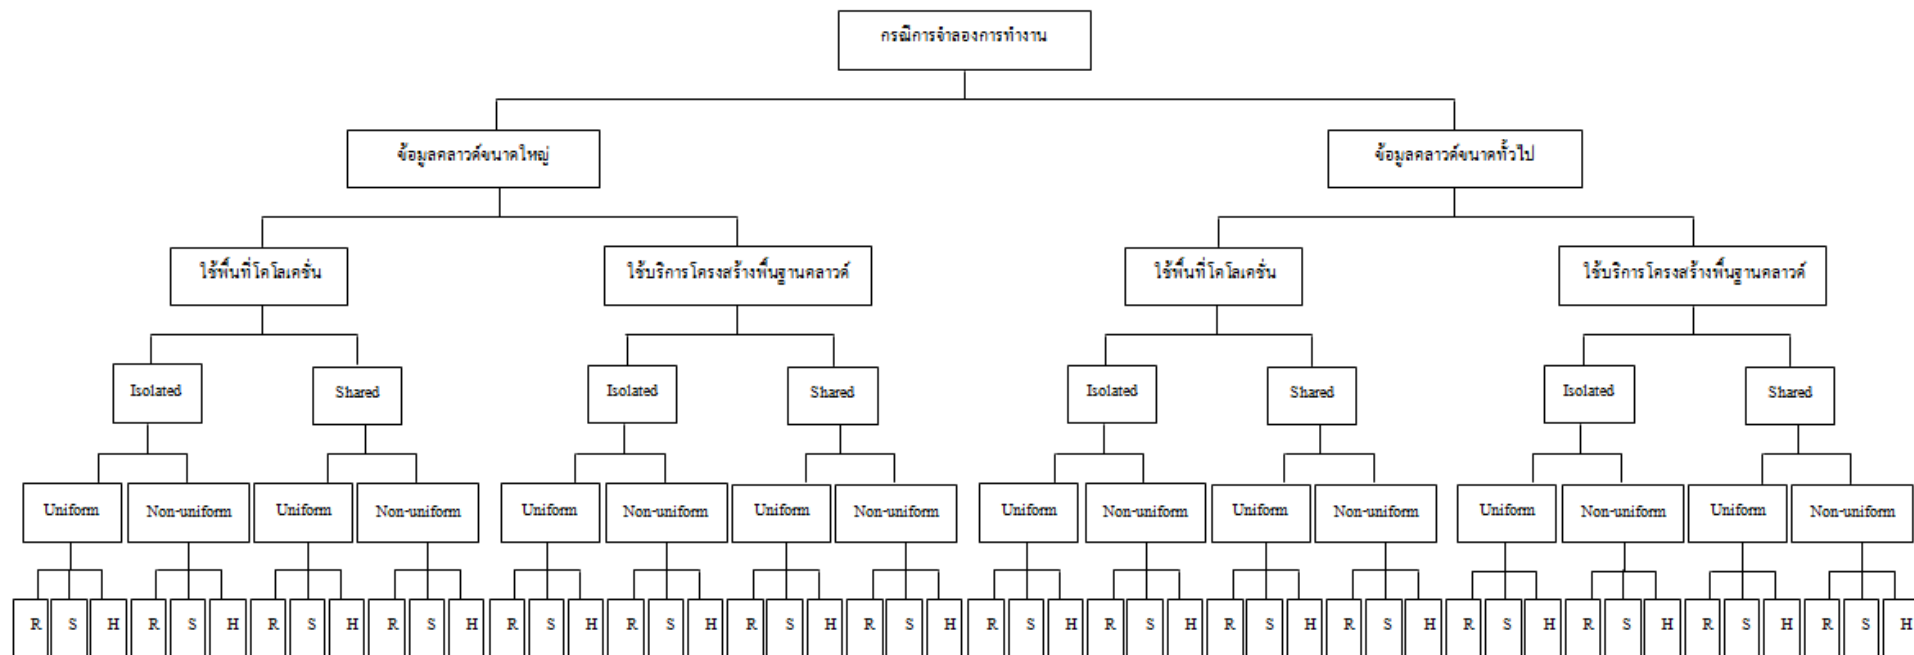 กรณีการจำลองการทำงาน
ข้อมูลคลาวด์ขนาดใหญ่ ข้อมูลคลาวด์ขนาดทั่วไป
ใช้พื้นที่โคโลเคชั่น ใช้บริการโครงสร้างพื้นฐานคลาวด์ ใช้พื้นที่โคโลเคชั่น ใช้บริการโครงสร้างพื้นฐานคลาวด์
Isolated Shared Isolated Shared Isolated Shared Isolated Shared
Uniform Non-uniform Uniform Non-uniform Uniform Non-uniform Uniform Non-uniform Uniform Non-uniform Uniform Non-uniform Uniform Non-uniform Uniform Non-uniform
R S H R S H R S H R S H R S H R S H R S H R S H R S H R S H R S H R S H R S H R S H R S H R S H